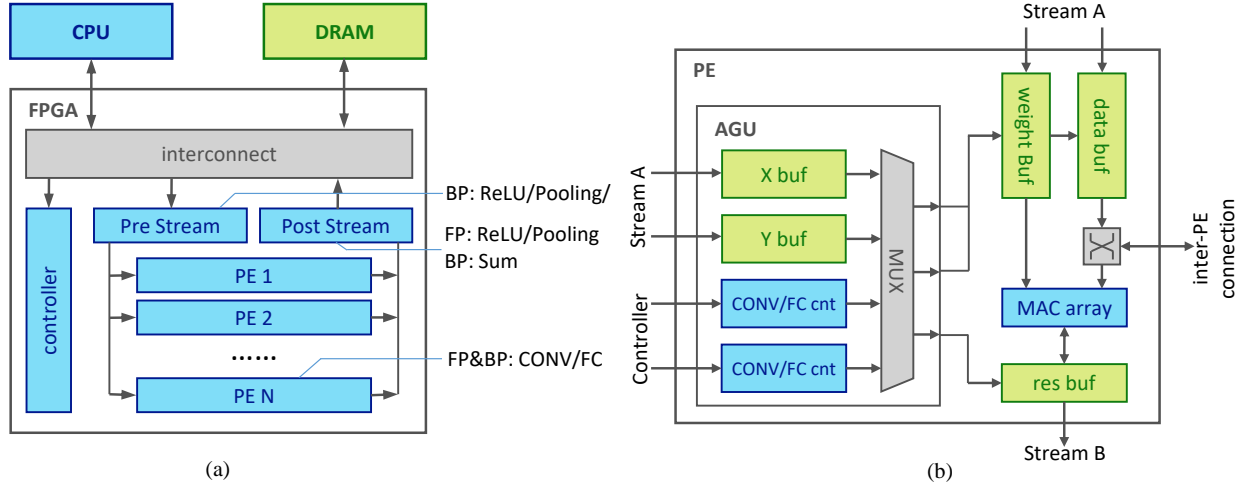 CPU
DRAM
FPGA
interconnect
controller
Pre Stream
Post Stream
PE 1
PE 2
......
PE N
BP: ReLU/Pooling/
FP: ReLU/Pooling
BP: Sum
FP&BP: CONV/FC
(a)
Stream A
PE
AGU
X buf
Y buf
CONV/FC cnt
CONV/FC cnt
MUX
Stream A
Controller
weight Buf
data buf
inter-PE
connection
MAC array
res buf
Stream B
(b)